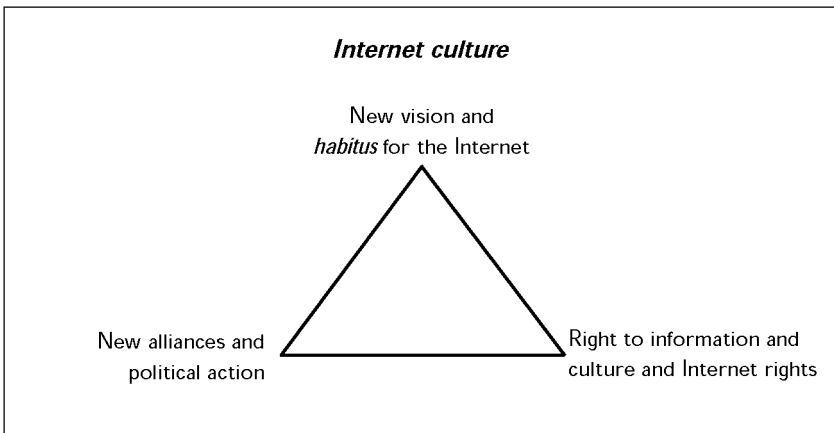 Internet culture
New vision and
habitus for the Internet
New alliances and
political action
Right to information and
culture and Internet rights